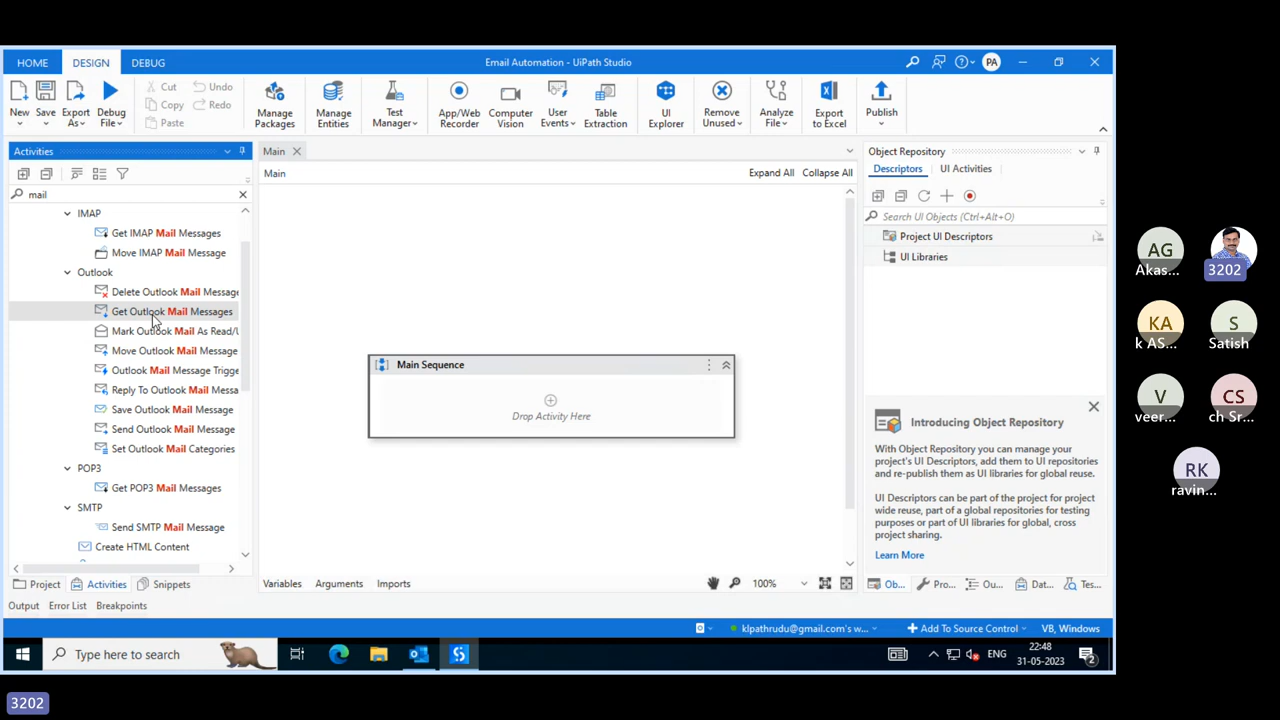 HOME
DESIGN
DEBUG
Email Automation - UiPath Studio
PA
New
Save
Export
As
Debug
File
Cut
Copy
Paste
Undo
Redo
Manage
Packages
Manage
Entities
Test
Manager
App/Web
Recorder
Computer
Vision
User
Events
Table
Extraction
UI
Explorer
Remove
Unused
Analyze
File
Export
to Excel
Publish
Activities
mail
IMAP
Get IMAP Mail Messages
Move IMAP Mail Message
Outlook
Delete Outlook Mail Message
Get Outlook Mail Messages
Mark Outlook Mail As Read/U
Move Outlook Mail Message
Outlook Mail Message Trigge
Reply To Outlook Mail Messa
Save Outlook Mail Message
Send Outlook Mail Message
Set Outlook Mail Categories
POP3
Get POP3 Mail Messages
SMTP
Send SMTP Mail Message
Create HTML Content
Project
Activities
Snippets
Main
Main
Expand All
Collapse All
Main Sequence
Drop Activity Here
Variables
Arguments
Imports
100%
Object Repository
Descriptors
UI Activities
Search UI Objects (Ctrl+Alt+O)
Project UI Descriptors
UI Libraries
Introducing Object Repository
With Object Repository you can manage your
project's UI Descriptors, add them to UI repositories
and re-publish them as UI libraries for global reuse.
UI Descriptors can be part of the project for project
wide reuse, part of a global repositories for testing
purposes or part of UI libraries for global, cross
project sharing.
Learn More
Ob...
Pro...
Ou...
Dat...
Tes...
Output
Error List
Breakpoints
klpathrudu@gmail.com's w...
Add To Source Control
VB, Windows
Type here to search
ENG
22:48
31-05-2023
2
AG
Akas...
3202
KA
k AS...
S
Satish
V
veer...
CS
ch Sr...
RK
ravin...
3202